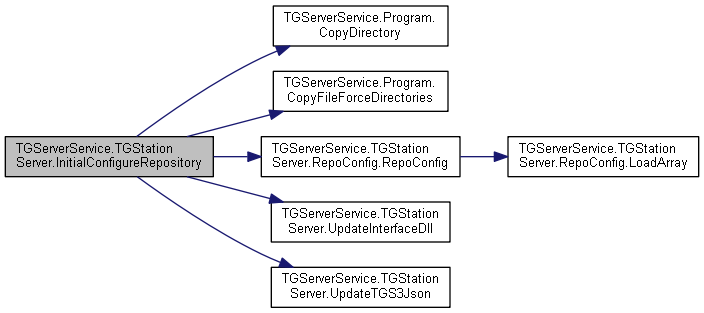 TGServerService.Program.
CopyDirectory
TGServerService.Program.
CopyFileForceDirectories
TGServerService.TGStation
Server.InitialConfigureRepository
TGServerService.TGStation
Server.RepoConfig.RepoConfig
TGServerService.TGStation
Server.RepoConfig.LoadArray
TGServerService.TGStation
Server.UpdateInterfaceDll
TGServerService.TGStation
Server.UpdateTGS3Json